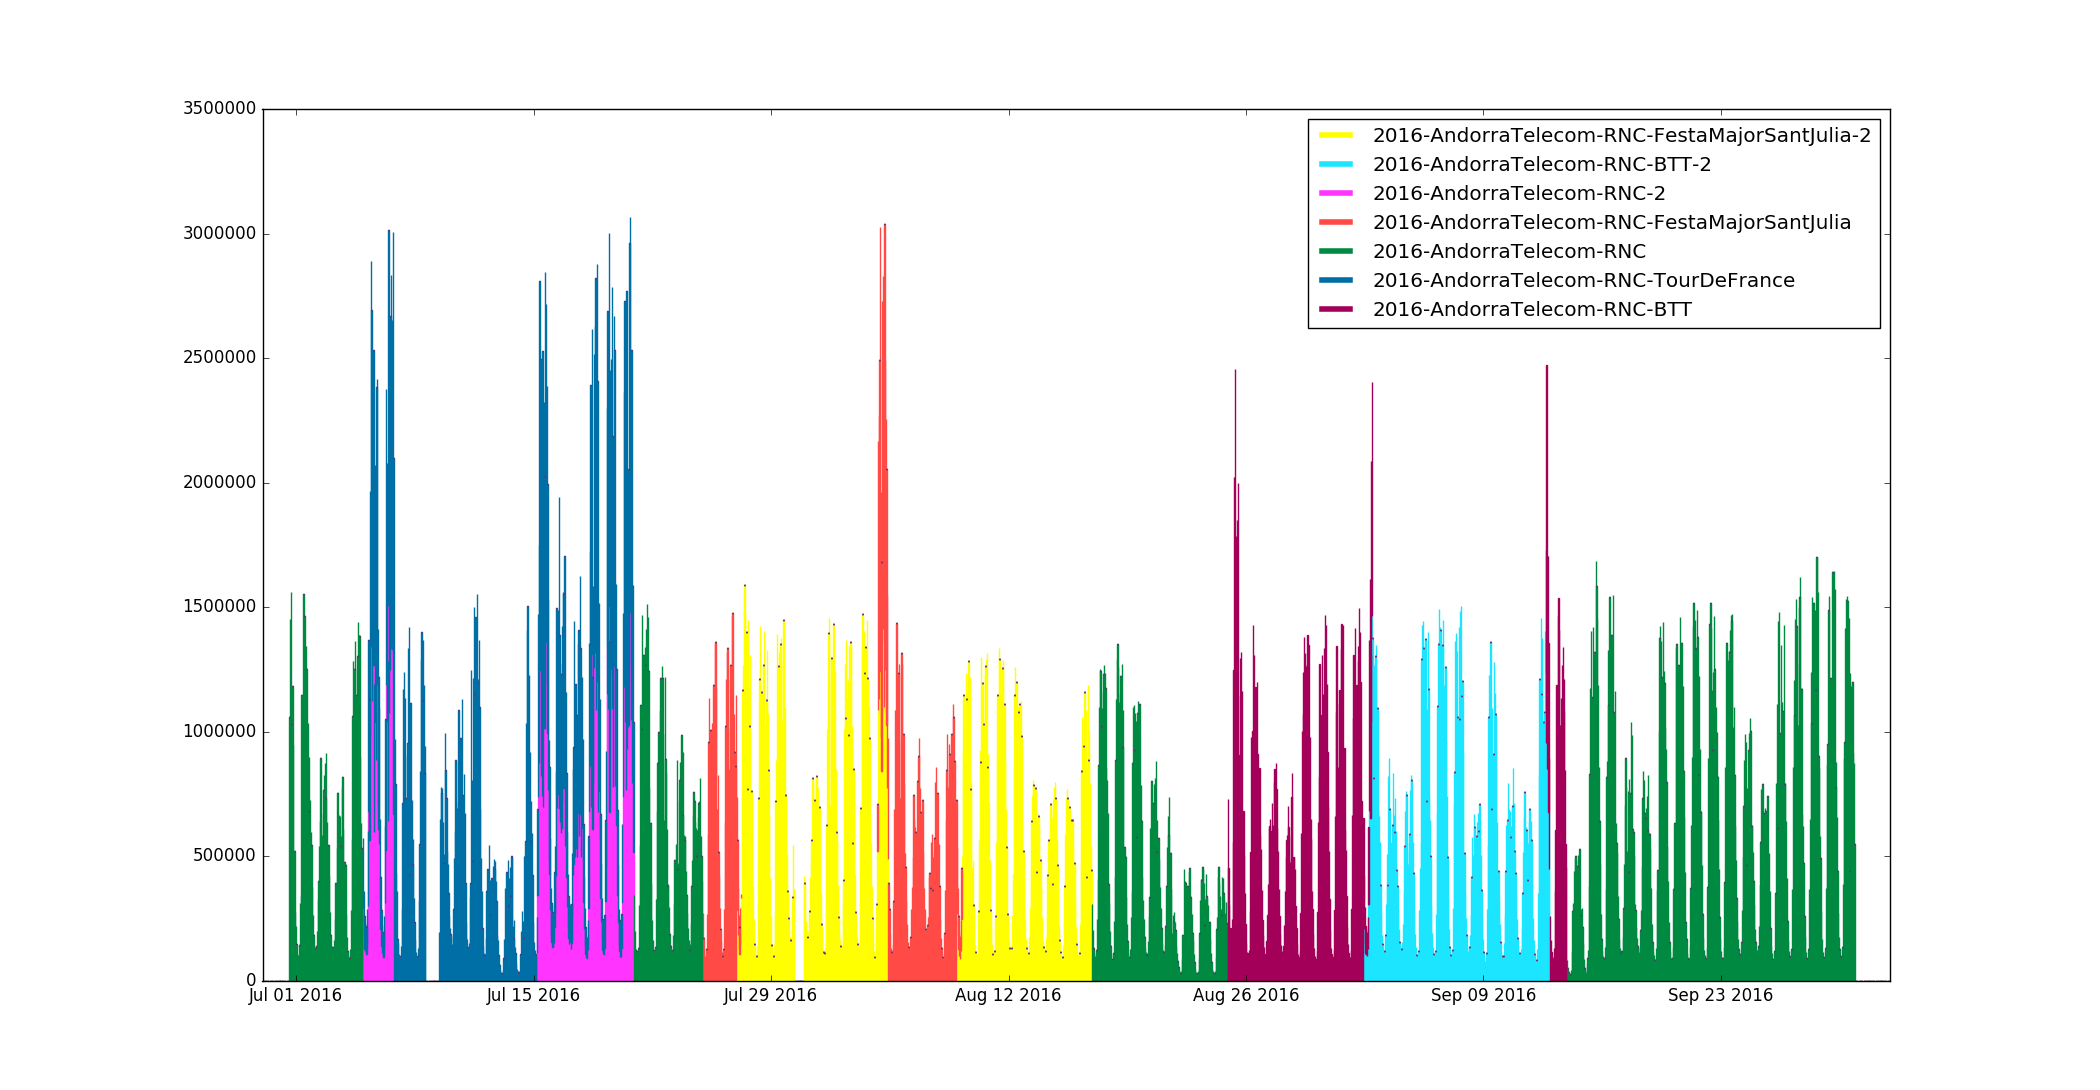 3500000
3000000
2500000
2000000
1500000
1000000
500000
0
2016-AndorraTelecom-RNC-FestaMajorSantJulia-2
2016-AndorraTelecom-RNC-BTT-2
2016-AndorraTelecom-RNC-2
2016-AndorraTelecom-RNC-FestaMajorSantJulia
2016-AndorraTelecom-RNC
2016-AndorraTelecom-RNC-TourDeFrance
2016-AndorraTelecom-RNC-BTT
Jul 01 2016 Jul 15 2016 Jul 29 2016 Aug 12 2016 Aug 26 2016 Sep 09 2016 Sep 23 2016